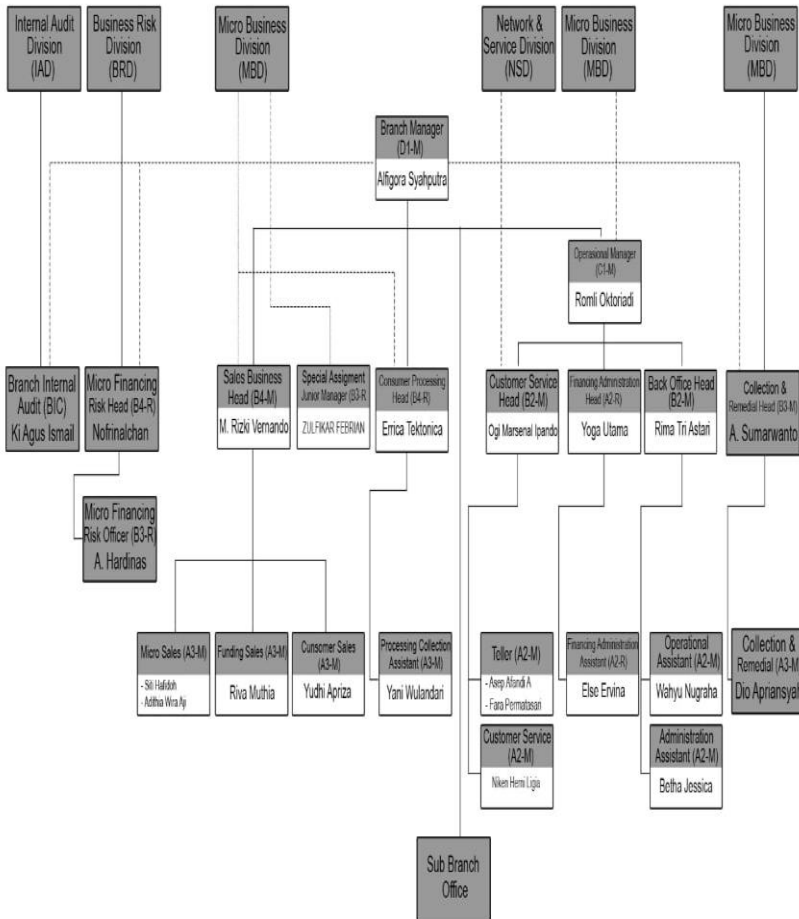 Internal Audit
Division
(IAD)
Business Risk
Division
(BRD)
Micro Business
Division
(MBD)
Network &
Service Division
(NSD)
Micro Business
Division
(MBD)
Micro Business
Division
(MBD)
Branch Manager
(D1-M)
Alfigora Syahputra
Operasional Manager
(C1-M)
Romli Oktoriadi
Branch Internal
Audit (BIC)
Ki Agus Ismail
Micro Financing
Risk Head (B4-R)
Nofrinalchan
Sales Business
Head (B4-M)
M. Rizki Vernando
Special Assigment
Junior Manager (B3-R
ZULFIKAR FEBRIAN
Consumer Processing
Head (B4-R)
Errica Tektonica
Customer Service
Head (B2-M)
Ogi Marsenal Ipando
Financing Administration
Head (A2-R)
Yoga Utama
Back Office Head
(B2-M)
Rima Tri Astari
Collection &
Remedial Head (B3-M)
A. Sumarwanto
Micro Financing
Risk Officer (B3-R)
A. Hardinas
Micro Sales (A3-M)
- Siti Hafidoh
- Adithia Wira Aji
Funding Sales (A3-M)
Riva Muthia
Cunsomer Sales
(A3-M)
Yudhi Apriza
Processing Collection
Assistant (A3-M)
Yani Wulandari
Teller (A2-M)
- Asep Afandi A
- Fara Permatasari
Financing Administration
Assistant (A2-R)
Else Ervina
Operational
Assistant (A2-M)
Wahyu Nugraha
Collection &
Remedial (A3-M)
Dio Apriansyah
Customer Service
(A2-M)
Niken Herni Ligia
Administration
Assistant (A2-M)
Betha Jessica
Sub Branch
Office